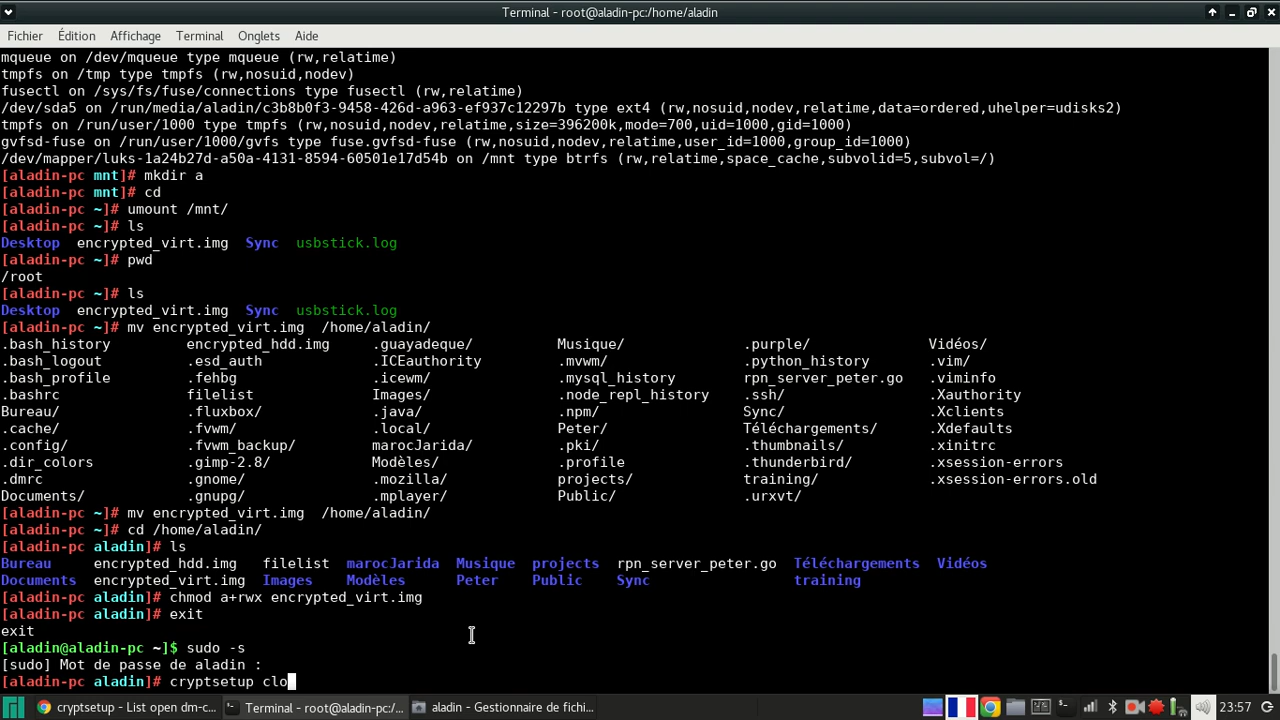 Terminal - root@aladin-pc:/home/aladin
Fichier Édition Affichage Terminal Onglets Aide
mqueue on /dev/mqueue type mqueue (rw,relatime)
tmpfs on /tmp type tmpfs (rw,nosuid,nodev)
fusectl on /sys/fs/fuse/connections type fusectl (rw,relatime)
/dev/sda5 on /run/media/aladin/c3b8b0f3-9458-426d-a963-ef937c12297b type ext4 (rw,nosuid,nodev,relatime,data=ordered,uhelper=udisks2)
tmpfs on /run/user/1000 type tmpfs (rw,nosuid,nodev,relatime,size=396200k,mode=700,uid=1000,gid=1000)
gvfsd-fuse on /run/user/1000/gvfs type fuse.gvfsd-fuse (rw,nosuid,nodev,relatime,user_id=1000,group_id=1000)
/dev/mapper/luks-1a24b27d-a50a-4131-8594-60501e17d54b on /mnt type btrfs (rw,relatime,space_cache,subvolid=5,subvol=/)
[aladin-pc mnt]# mkdir a
[aladin-pc mnt]# cd
[aladin-pc ~]# umount /mnt/
[aladin-pc ~]# ls
Desktop encrypted_virt.img Sync usbstick.log
[aladin-pc ~]# pwd
/root
[aladin-pc ~]# ls
Desktop encrypted_virt.img Sync usbstick.log
[aladin-pc ~]# mv encrypted_virt.img  /home/aladin/
.bash_history encrypted_hdd.img .guayadeque/ Musique/ .purple/ Vidéos/
.bash_logout .esd_auth .ICEauthority .mvwm/ .python_history .vim/
.bash_profile .fehbg .icewm/ .mysql_history rpn_server_peter.go .viminfo
.bashrc filelist Images/ .node_repl_history .ssh/ .Xauthority
Bureau/ .fluxbox/ .java/ .npm/ Sync/ .Xclients
.cache/ .fvwm/ .local/ Peter/ Téléchargements/ .Xdefaults
.config/ .fvwm_backup/ marocJarida/ .pki/ .thumbnails/ .xinitrc
.dir_colors .gimp-2.8/ Modèles/ .profile .thunderbird/ .xsession-errors
.dmrc .gnome/ .mozilla/ projects/ training/ .xsession-errors.old
Documents/ .gnupg/ .mplayer/ Public/ .urxvt/
[aladin-pc ~]# mv encrypted_virt.img  /home/aladin/
[aladin-pc ~]# cd /home/aladin/
[aladin-pc aladin]# ls
Bureau encrypted_hdd.img filelist marocJarida Musique projects rpn_server_peter.go Téléchargements Vidéos
Documents encrypted_virt.img Images Modèles Peter Public Sync training
[aladin-pc aladin]# chmod a+rwx encrypted_virt.img
[aladin-pc aladin]# exit
exit
[aladin@aladin-pc ~]$ sudo -s
[sudo] Mot de passe de aladin :
[aladin-pc aladin]# cryptsetup clo
cryptsetup - List open dm-c... Terminal - root@aladin-pc:/... aladin - Gestionnaire de fichi... 23:57